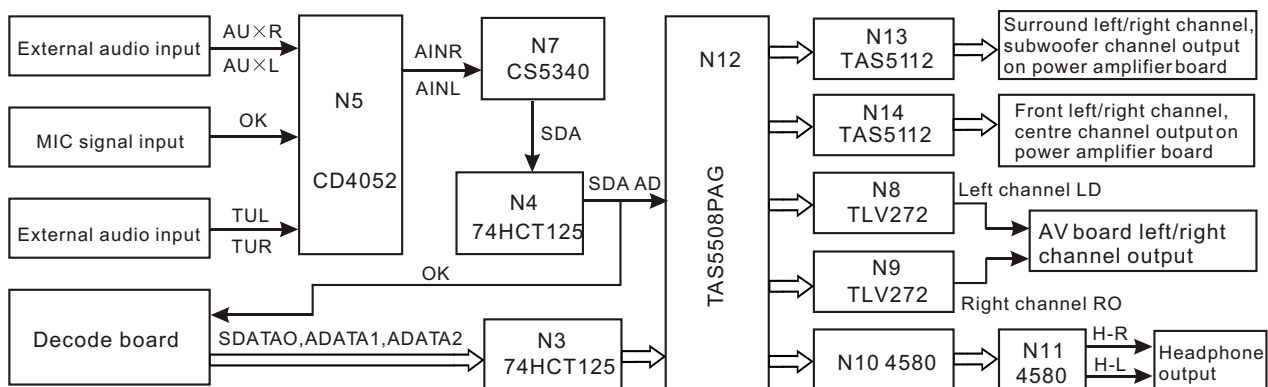 External audio input
AU×R
AU×L
MIC signal input
OK
External audio input
TUL
TUR
Decode board
OK
SDATAO,ADATA1,ADATA2
N5
CD4052
AINR
AINL
N7
CS5340
SDA
N4
74HCT125
SDA AD
N3
74HCT125
N12
TAS5508PAG
N13
TAS5112
Surround left/right channel,
subwoofer channel output
on power amplifier board
N14
TAS5112
Front left/right channel,
centre channel output on
power amplifier board
N8
TLV272
Left channel LD
N9
TLV272
Right channel RO
AV board left/right
channel output
N10 4580
N11
4580
H-R
H-L
Headphone
output